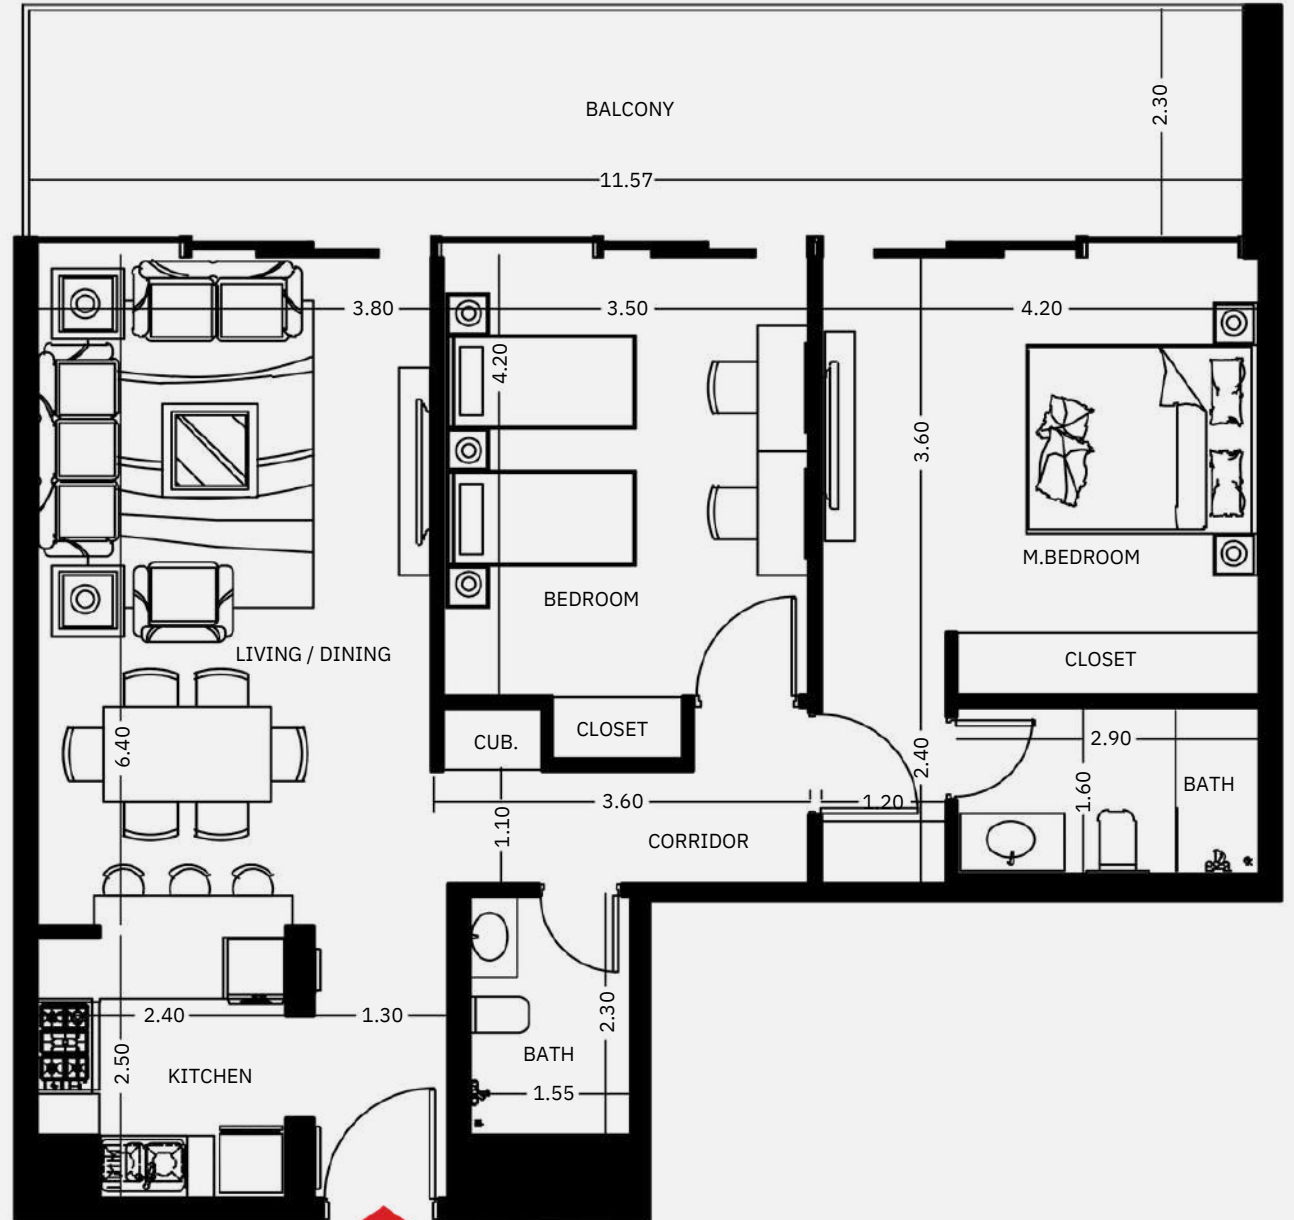 BALCONY
2.30
11.57
3.80
3.50
4.20
4.20
3.60
M.BEDROOM
BEDROOM
LIVING / DINING
CLOSET
CLOSET
CUB.
6.40
2.40
2.90
1.60
BATH
3.60
1.20
1.10
CORRIDOR
2.40
1.30
2.30
2.50
KITCHEN
BATH
1.55